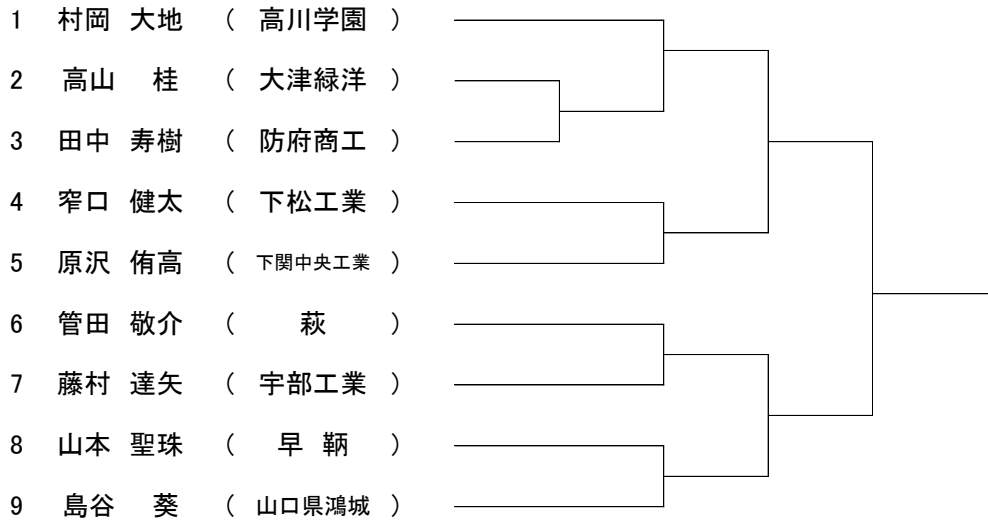 1 村岡 大地 （ 高川学園 ）
2 高山 桂 （ 大津緑洋 ）
3 田中 寿樹 （ 防府商工 ）
4 窄口 健太 （ 下松工業 ）
5 原沢 侑高 （ 下関中央工業 ）
6 管田 敬介 （ 萩 ）
7 藤村 達矢 （ 宇部工業 ）
8 山本 聖珠 （ 早 鞆 ）
9 島谷 葵 （ 山口県鴻城 ）